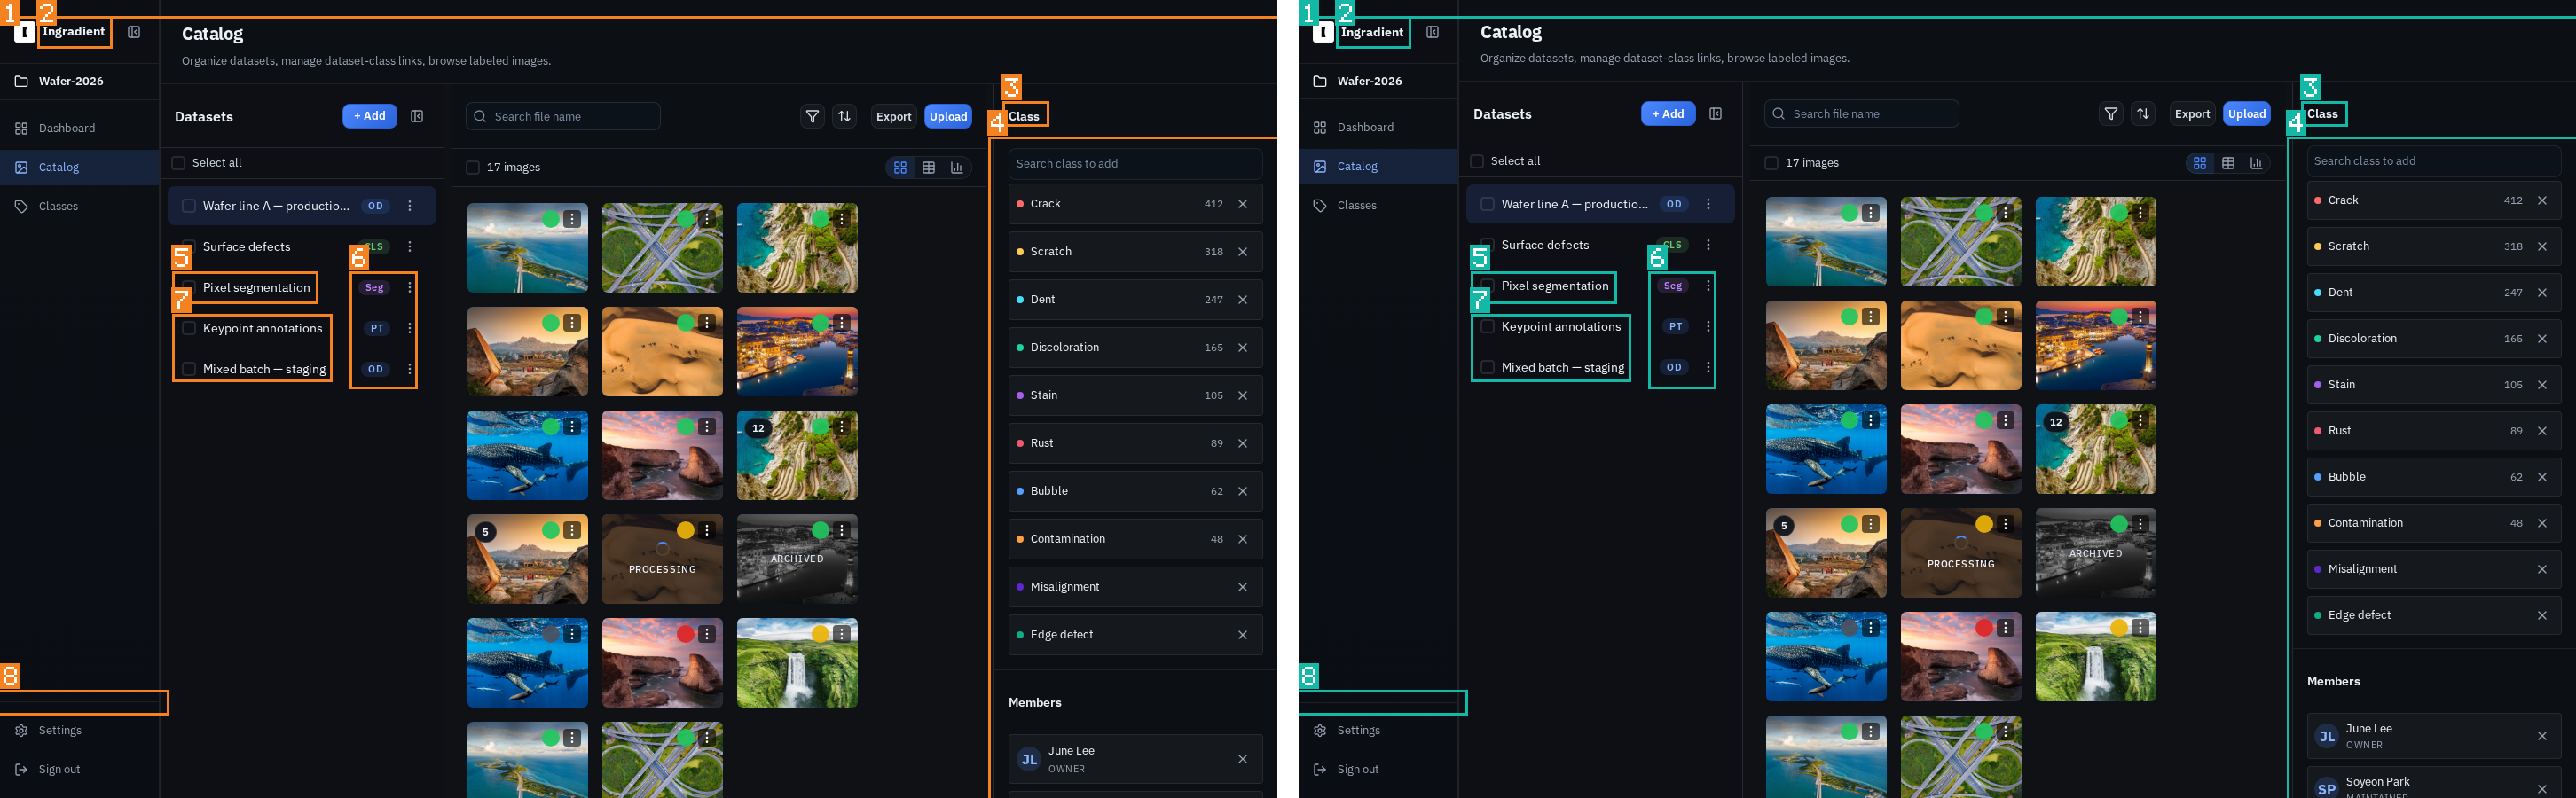 1
2
Ingradient
Wafer-2026
Dashboard
Catalog
Classes
8
Settings
Sign out
Catalog
Organize datasets, manage dataset-class links, browse labeled images.
Datasets
+ Add
Select all
Wafer line A — productio...
OD
Surface defects
CLS
5
6
Pixel segmentation
Seg
7
Keypoint annotations
PT
Mixed batch — staging
OD
Search file name
Export
Upload
17 images
12
5
PROCESSING
ARCHIVED
3
4
Class
Search class to add
Crack 412
Scratch 318
Dent 247
Discoloration 165
Stain 105
Rust 89
Bubble 62
Contamination 48
Misalignment
Edge defect
Members
JL
June Lee
OWNER
1
2
Ingradient
Wafer-2026
Dashboard
Catalog
Classes
8
Settings
Sign out
Catalog
Organize datasets, manage dataset-class links, browse labeled images.
Datasets
+ Add
Select all
Wafer line A — productio...
OD
Surface defects
CLS
5
6
Pixel segmentation
Seg
7
Keypoint annotations
PT
Mixed batch — staging
OD
Search file name
Export
Upload
17 images
12
5
PROCESSING
ARCHIVED
3
4
Class
Search class to add
Crack 412
Scratch 318
Dent 247
Discoloration 165
Stain 105
Rust 89
Bubble 62
Contamination 48
Misalignment
Edge defect
Members
JL
June Lee
OWNER
SP
Soyeon Park
MAINTAINER